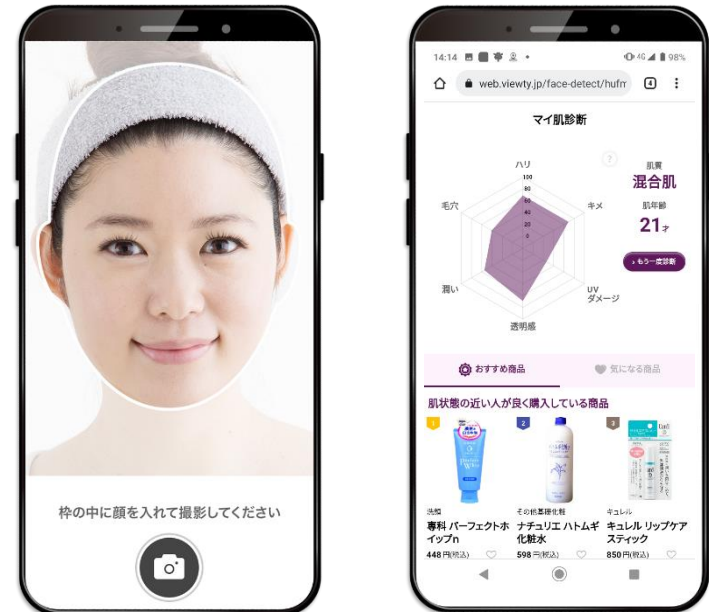 枠の中に顔を入れて撮影してください
14:14
4G
98%
web.viewty.jp/face-detect/hufm
4
マイ肌診断
?
ハリ
キメ
UV
ダメージ
透明感
潤い
毛穴
100
80
60
40
20
0
肌質
混合肌
肌年齢
21才
もう一度診断
おすすめ商品
気になる商品
肌状態の近い人が良く購入している商品
1
2
3
洗顔
専科 パーフェクトホ
イップn
448円(税込)
その他基礎化粧
ナチュリエ ハトムギ
化粧水
598円(税込)
キュレル
キュレル リップケア
スティック
850円(税込)